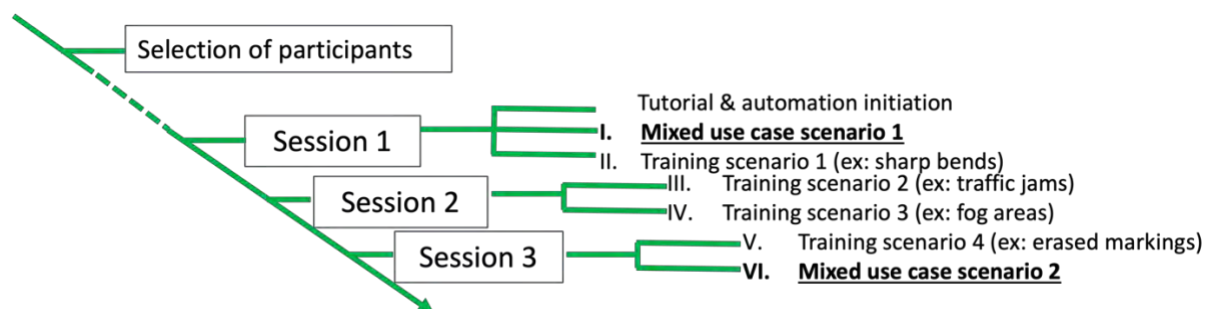 Selection of participants
Tutorial & automation initiation
Session 1
I. Mixed use case scenario 1
II. Training scenario 1 (ex: sharp bends)
Session 2
III. Training scenario 2 (ex: traffic jams)
IV. Training scenario 3 (ex: fog areas)
Session 3
V. Training scenario 4 (ex: erased markings)
VI. Mixed use case scenario 2